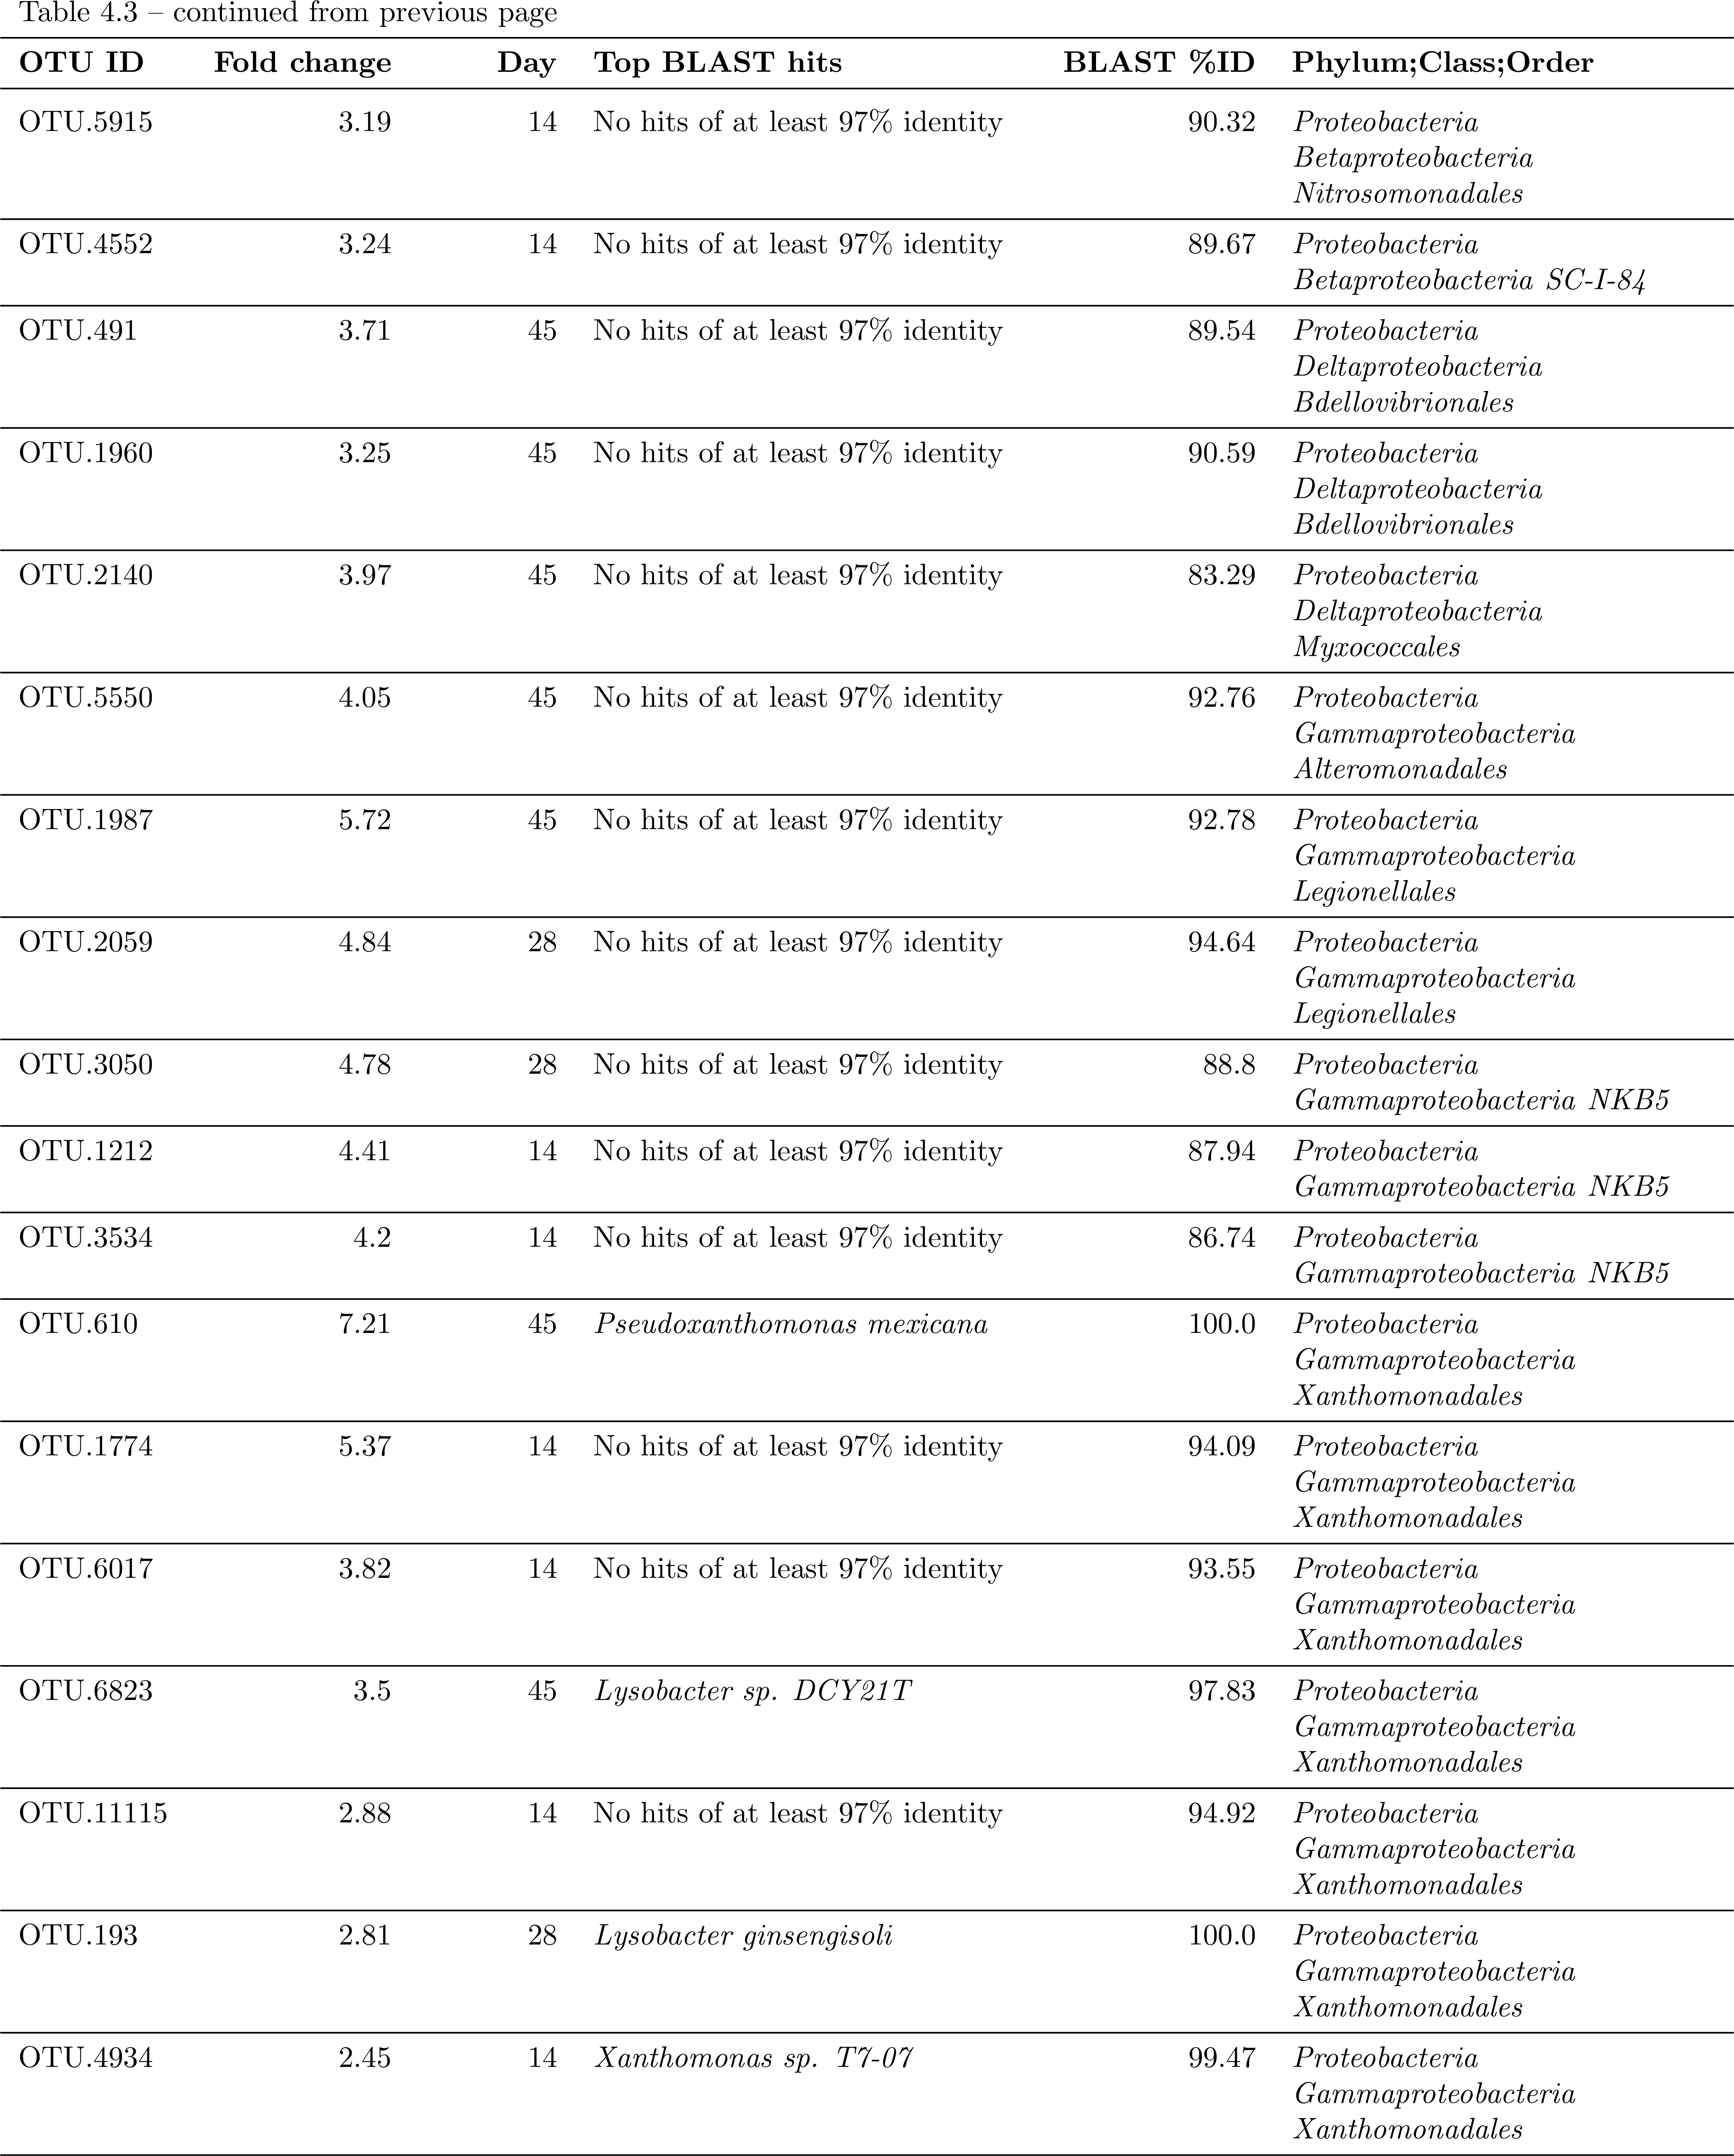 Table 4.3 – continued from previous page
OTU ID Fold change Day Top BLAST hits BLAST %ID Phylum;Class;Order
OTU.5915 3.19 14 No hits of at least 97% identity 90.32 Proteobacteria
Betaproteobacteria
Nitrosomonadales
OTU.4552 3.24 14 No hits of at least 97% identity 89.67 Proteobacteria
Betaproteobacteria SC-I-84
OTU.491 3.71 45 No hits of at least 97% identity 89.54 Proteobacteria
Deltaproteobacteria
Bdellovibrionales
OTU.1960 3.25 45 No hits of at least 97% identity 90.59 Proteobacteria
Deltaproteobacteria
Bdellovibrionales
OTU.2140 3.97 45 No hits of at least 97% identity 83.29 Proteobacteria
Deltaproteobacteria
Myxococcales
OTU.5550 4.05 45 No hits of at least 97% identity 92.76 Proteobacteria
Gammaproteobacteria
Alteromonadales
OTU.1987 5.72 45 No hits of at least 97% identity 92.78 Proteobacteria
Gammaproteobacteria
Legionellales
OTU.2059 4.84 28 No hits of at least 97% identity 94.64 Proteobacteria
Gammaproteobacteria
Legionellales
OTU.3050 4.78 28 No hits of at least 97% identity 88.8 Proteobacteria
Gammaproteobacteria NKB5
OTU.1212 4.41 14 No hits of at least 97% identity 87.94 Proteobacteria
Gammaproteobacteria NKB5
OTU.3534 4.2 14 No hits of at least 97% identity 86.74 Proteobacteria
Gammaproteobacteria NKB5
OTU.610 7.21 45 Pseudoxanthomonas mexicana 100.0 Proteobacteria
Gammaproteobacteria
Xanthomonadales
OTU.1774 5.37 14 No hits of at least 97% identity 94.09 Proteobacteria
Gammaproteobacteria
Xanthomonadales
OTU.6017 3.82 14 No hits of at least 97% identity 93.55 Proteobacteria
Gammaproteobacteria
Xanthomonadales
OTU.6823 3.5 45 Lysobacter sp. DCY21T 97.83 Proteobacteria
Gammaproteobacteria
Xanthomonadales
OTU.11115 2.88 14 No hits of at least 97% identity 94.92 Proteobacteria
Gammaproteobacteria
Xanthomonadales
OTU.193 2.81 28 Lysobacter ginsengisoli 100.0 Proteobacteria
Gammaproteobacteria
Xanthomonadales
OTU.4934 2.45 14 Xanthomonas sp. T7-07 99.47 Proteobacteria
Gammaproteobacteria
Xanthomonadales